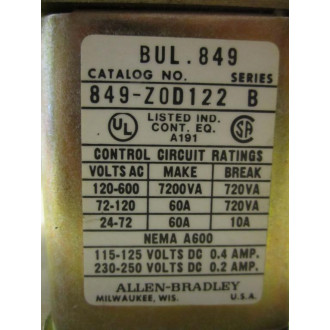 BUL. 849
CATALOG NO. SERIES
849-Z0D122 B
UL LISTED IND. CONT. EQ. A191 SA
CONTROL CIRCUIT RATINGS
VOLTS AC MAKE BREAK
120-600 7200VA 720VA
72-120 60A 720VA
24-72 60A 10A
NEMA A600
115-125 VOLTS DC 0.4 AMP.
230-250 VOLTS DC 0.2 AMP.
ALLEN-BRADLEY
MILWAUKEE, WIS. U.S.A.